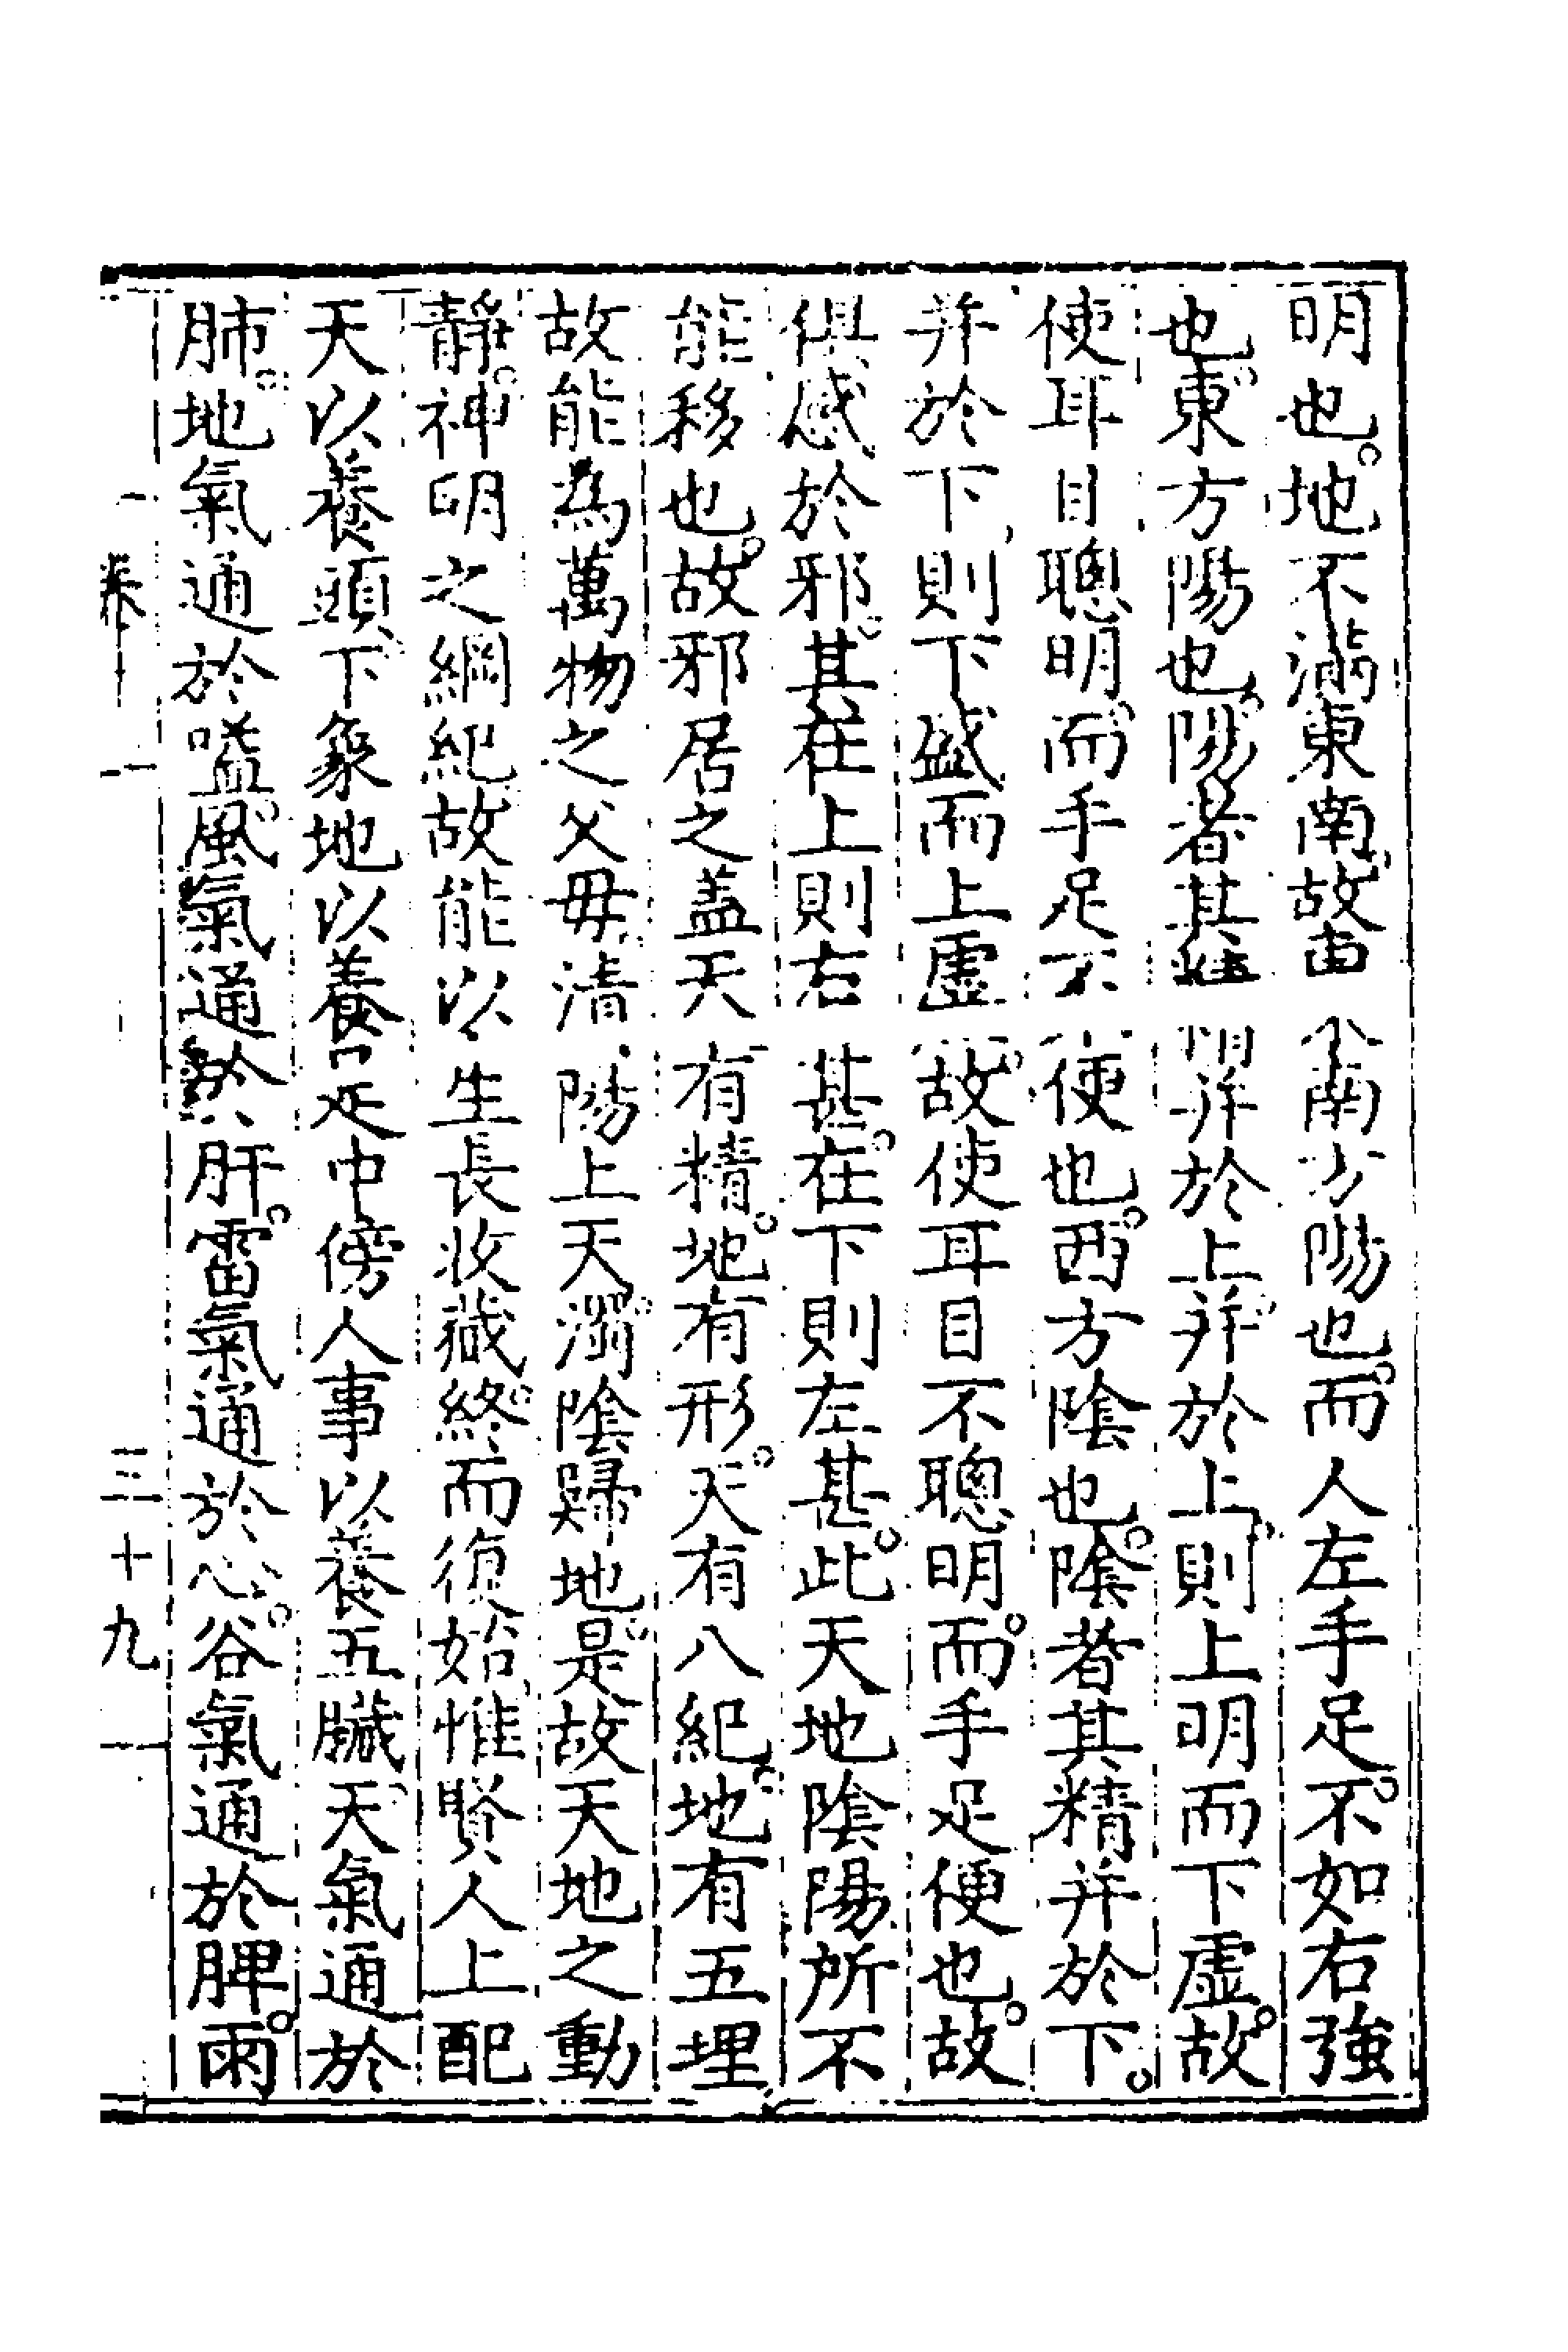 明也地不滿東南故東南方陽也而人左手足不如右強
也東方陽也陽者其精并於上并於上則上明而下虛故
使耳目聰明而手足不便也西方陰也陰者其精并於下
并於下則下盛而上虛故使耳目不聰明而手足便也故
俱感於邪其在上則右甚在下則左甚此天地陰陽所不
能移也故邪居之盖天有精地有形天有八紀地有五理
故能為萬物之父母清陽上天濁陰歸地是故天地之動
靜神明之綱紀故能以生長收藏終而復始惟賢人上配
天以養頭下象地以養足中傍人事以養五臟天氣通於
肺地氣通於嗌風氣通於肝雷氣通於心谷氣通於脾雨
卷十一
三十九